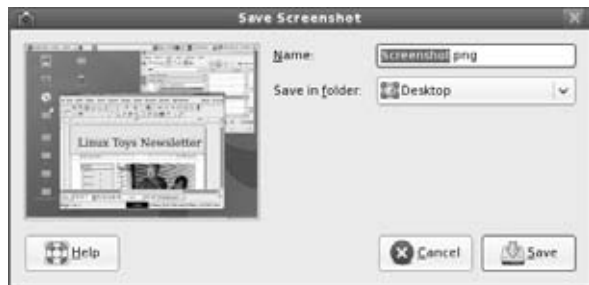 Save Screenshot
Name:
Screenshot.png
Save in folder:
Desktop
Linux Toys Newsletter
Help
Cancel
Save